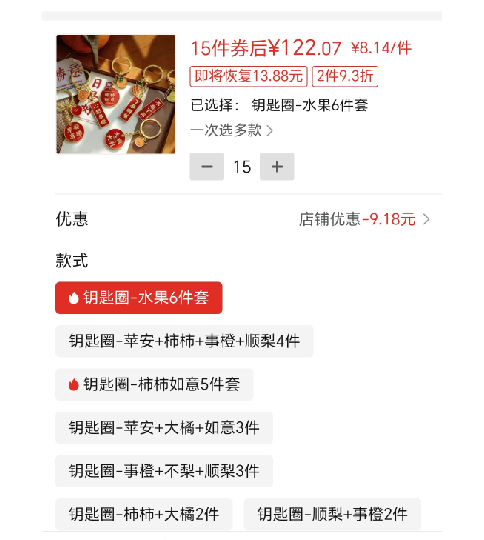 15件券后¥122.07 ¥8.14/件
即将恢复13.88元 2件9.3折
已选择： 钥匙圈-水果6件套
一次选多款 >
− 15 +
优惠 店铺优惠-9.18元 >
款式
钥匙圈-水果6件套
钥匙圈-苹安+柿柿+事橙+顺梨4件
钥匙圈-柿柿如意5件套
钥匙圈-苹安+大橘+如意3件
钥匙圈-事橙+不梨+顺梨3件
钥匙圈-柿柿+大橘2件 钥匙圈-顺梨+事橙2件